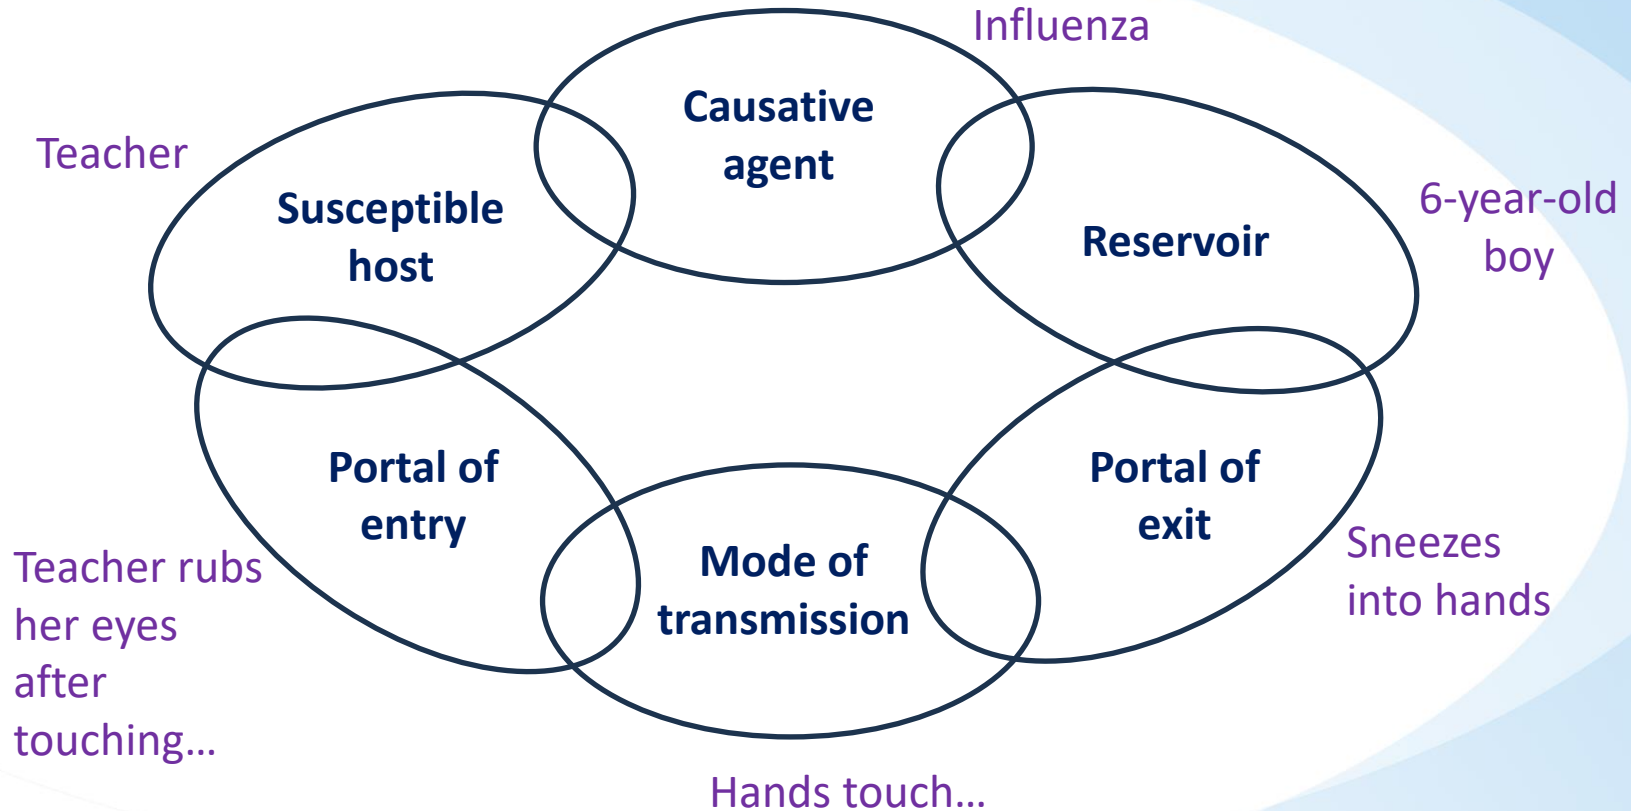 Influenza
Causative
agent
Teacher
Susceptible
host
Reservoir
6-year-old
boy
Portal of
entry
Portal of
exit
Mode of
transmission
Teacher rubs
her eyes
after
touching...
Sneezes
into hands
Hands touch...